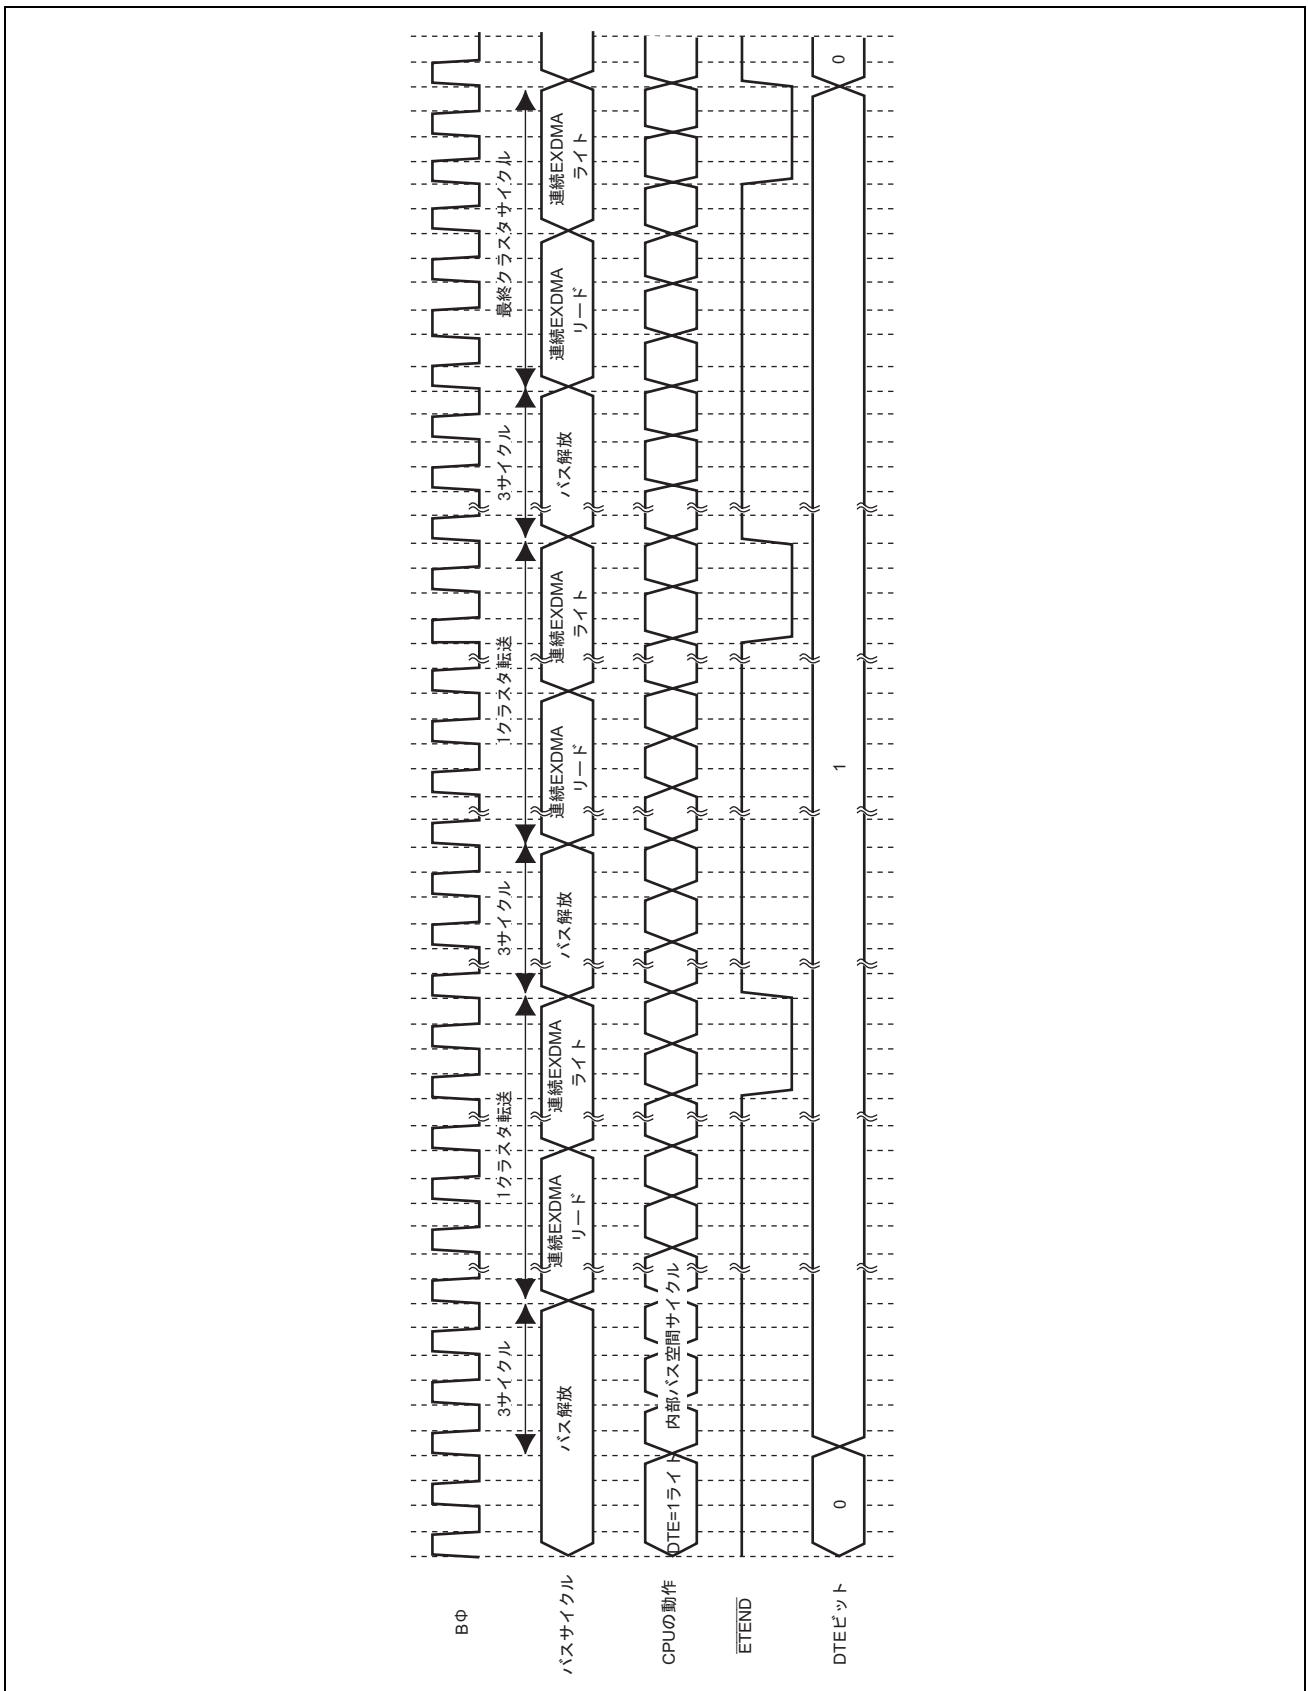 BΦ
3サイクル
1クラスタ転送
3サイクル
1クラスタ転送
3サイクル
最終クラスタサイクル
バスサイクル
バス解放
連続EXDMA
リード
連続EXDMA
ライト
バス解放
連続EXDMA
リード
連続EXDMA
ライト
バス解放
連続EXDMA
リード
連続EXDMA
ライト
CPUの動作
DTE=1ライト
内部バス空間サイクル
ETEND
DTEビット
0
1
0